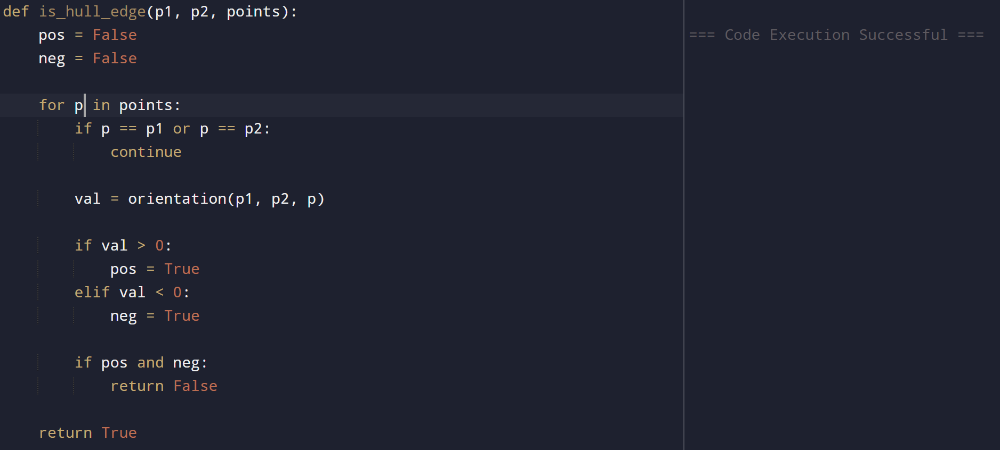 def is_hull_edge(p1, p2, points):
    pos = False
    neg = False

    for p in points:
        if p == p1 or p == p2:
            continue

        val = orientation(p1, p2, p)

        if val > 0:
            pos = True
        elif val < 0:
            neg = True

        if pos and neg:
            return False

    return True
=== Code Execution Successful ===